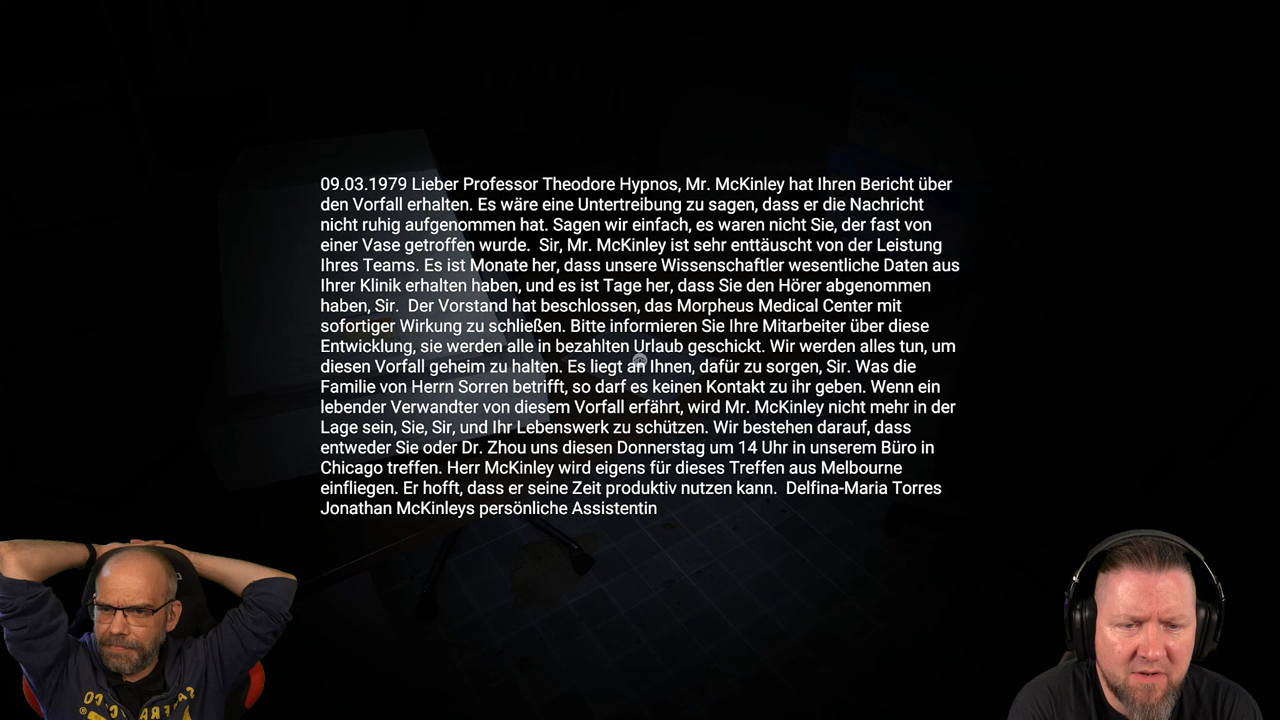 09.03.1979 Lieber Professor Theodore Hypnos, Mr. McKinley hat Ihren Bericht über
den Vorfall erhalten. Es wäre eine Untertreibung zu sagen, dass er die Nachricht
nicht ruhig aufgenommen hat. Sagen wir einfach, es waren nicht Sie, der fast von
einer Vase getroffen wurde.  Sir, Mr. McKinley ist sehr enttäuscht von der Leistung
Ihres Teams. Es ist Monate her, dass unsere Wissenschaftler wesentliche Daten aus
Ihrer Klinik erhalten haben, und es ist Tage her, dass Sie den Hörer abgenommen
haben, Sir.  Der Vorstand hat beschlossen, das Morpheus Medical Center mit
sofortiger Wirkung zu schließen. Bitte informieren Sie Ihre Mitarbeiter über diese
Entwicklung, sie werden alle in bezahlten Urlaub geschickt. Wir werden alles tun, um
diesen Vorfall geheim zu halten. Es liegt an Ihnen, dafür zu sorgen, Sir. Was die
Familie von Herrn Sorren betrifft, so darf es keinen Kontakt zu ihr geben. Wenn ein
lebender Verwandter von diesem Vorfall erfährt, wird Mr. McKinley nicht mehr in der
Lage sein, Sie, Sir, und Ihr Lebenswerk zu schützen. Wir bestehen darauf, dass
entweder Sie oder Dr. Zhou uns diesen Donnerstag um 14 Uhr in unserem Büro in
Chicago treffen. Herr McKinley wird eigens für dieses Treffen aus Melbourne
einfliegen. Er hofft, dass er seine Zeit produktiv nutzen kann.  Delfina-Maria Torres
Jonathan McKinleys persönliche Assistentin